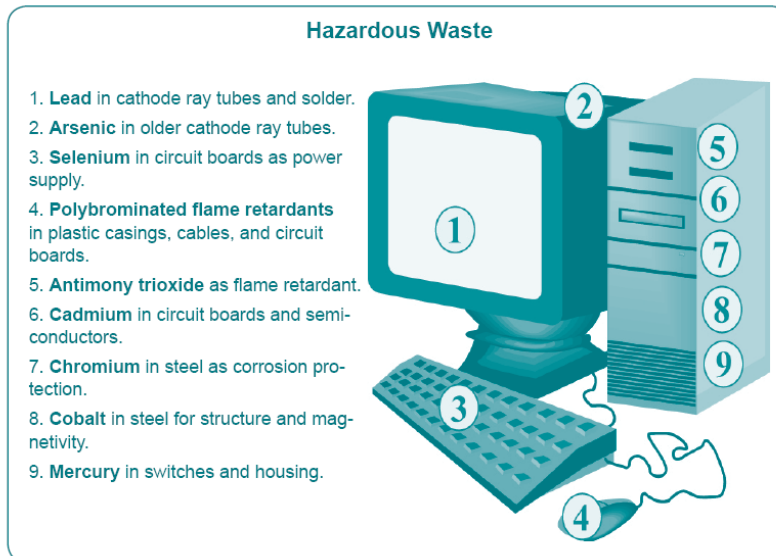 Hazardous Waste
1. Lead in cathode ray tubes and solder.
2. Arsenic in older cathode ray tubes.
3. Selenium in circuit boards as power
supply.
4. Polybrominated flame retardants
in plastic casings, cables, and circuit
boards.
5. Antimony trioxide as flame retardant.
6. Cadmium in circuit boards and semi-
conductors.
7. Chromium in steel as corrosion pro-
tection.
8. Cobalt in steel for structure and mag-
netivity.
9. Mercury in switches and housing.
2
5
6
1
7
8
9
3
4